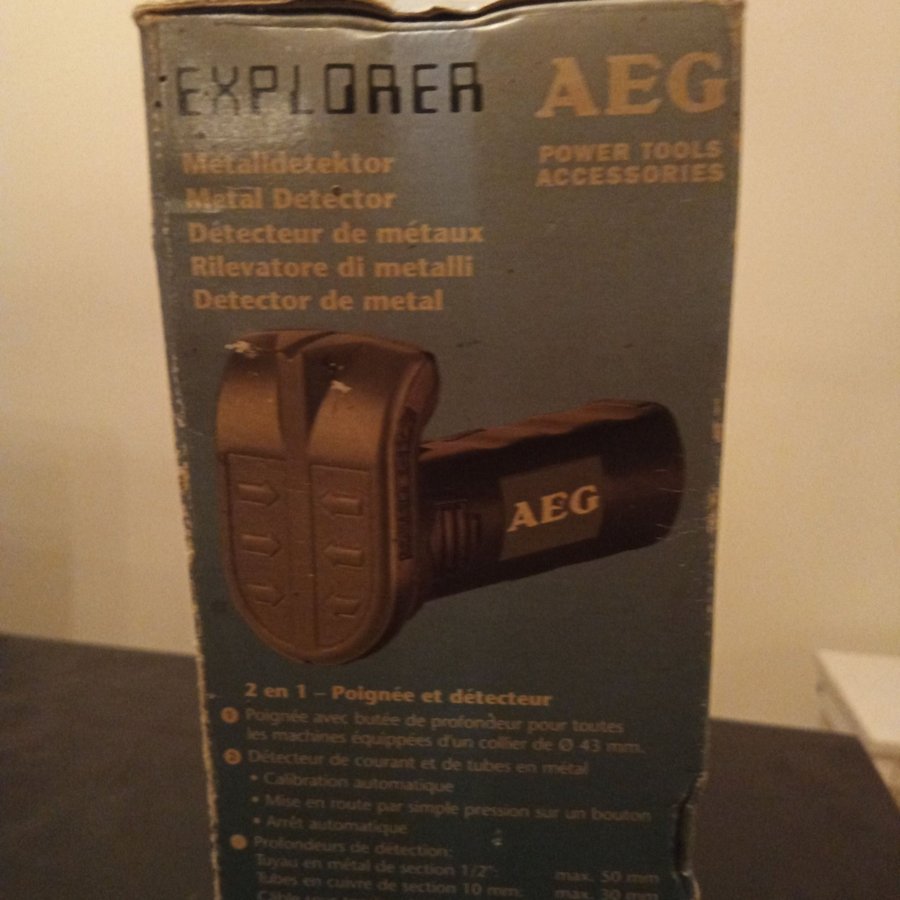 EXPLORER
AEG
POWER TOOLS
ACCESSORIES
Metalldetektor
Metal Detector
Détecteur de métaux
Rilevatore di metalli
Detector de metal
AEG
2 en 1 – Poignée et détecteur
1 Poignée avec butée de profondeur pour toutes
les machines équippées d'un collier de Ø 43 mm.
2 Détecteur de courant et de tubes en métal
• Calibration automatique
• Mise en route par simple pression sur un bouton
• Arrêt automatique
Profondeurs de détection:
Tuyau en métal de section 1/2": max. 50 mm
Tubes en cuivre de section 10 mm: max. 30 mm